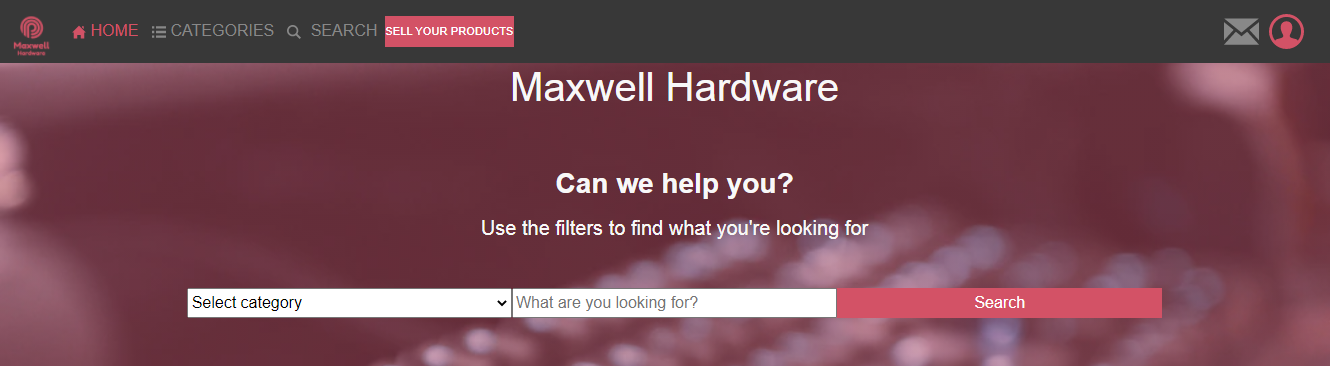 Maxwell
Hardware
HOME CATEGORIES SEARCH SELL YOUR PRODUCTS
Maxwell Hardware
Can we help you?
Use the filters to find what you're looking for
Select category What are you looking for? Search